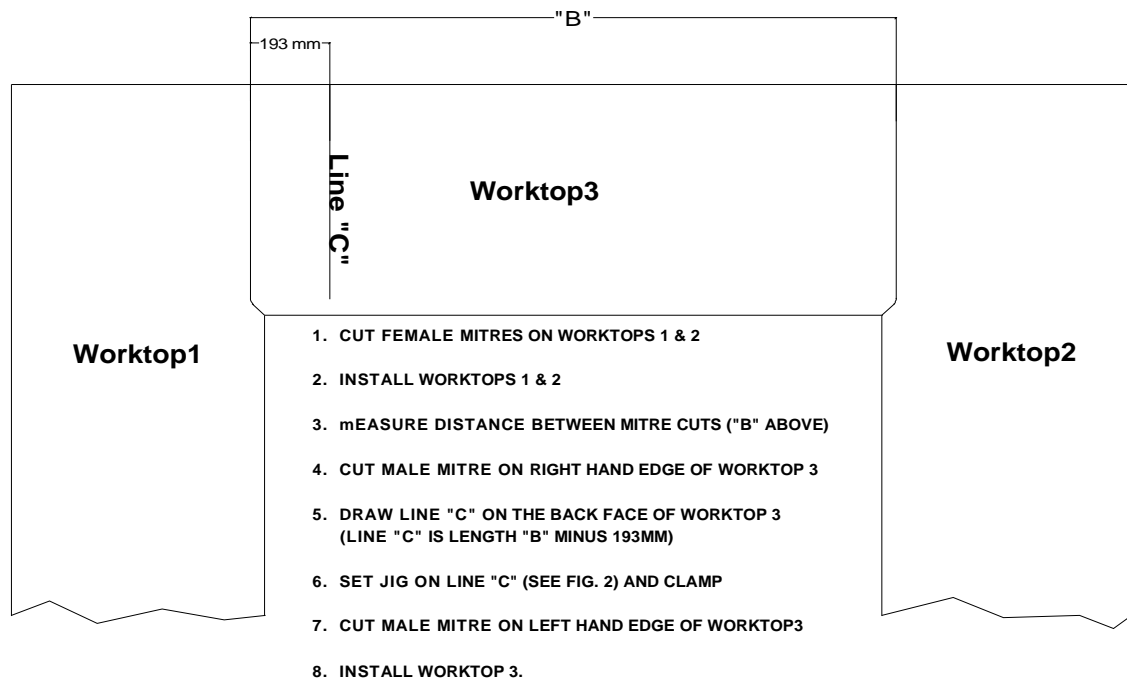 "B"
193 mm
Line "C"
Worktop3
Worktop1
Worktop2
1. CUT FEMALE MITRES ON WORKTOPS 1 & 2
2. INSTALL WORKTOPS 1 & 2
3. mEASURE DISTANCE BETWEEN MITRE CUTS ("B" ABOVE)
4. CUT MALE MITRE ON RIGHT HAND EDGE OF WORKTOP 3
5. DRAW LINE "C" ON THE BACK FACE OF WORKTOP 3
(LINE "C" IS LENGTH "B" MINUS 193MM)
6. SET JIG ON LINE "C" (SEE FIG. 2) AND CLAMP
7. CUT MALE MITRE ON LEFT HAND EDGE OF WORKTOP3
8. INSTALL WORKTOP 3.